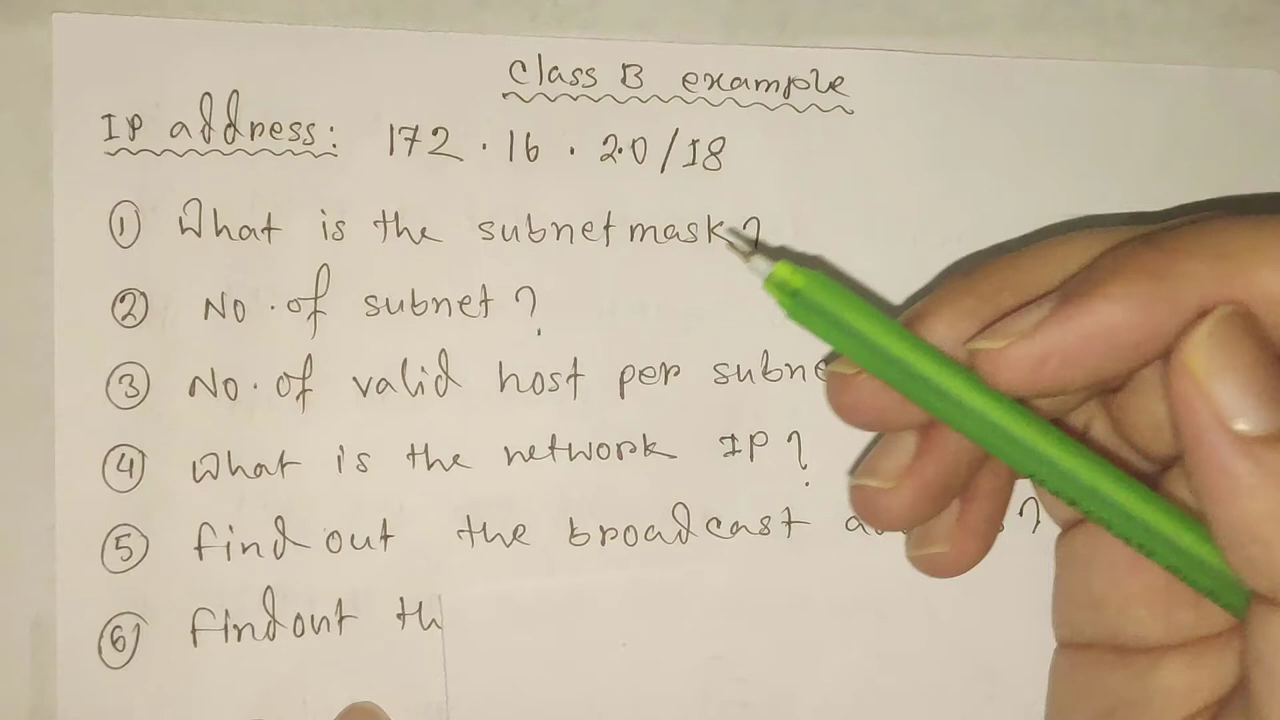 Class B example
IP address: 172.16.2.0/18
① What is the subnet mask?
② No. of subnet?
③ No. of valid host per
④ What is the network IP?
⑤ Find out the broadcast
⑥ Find out